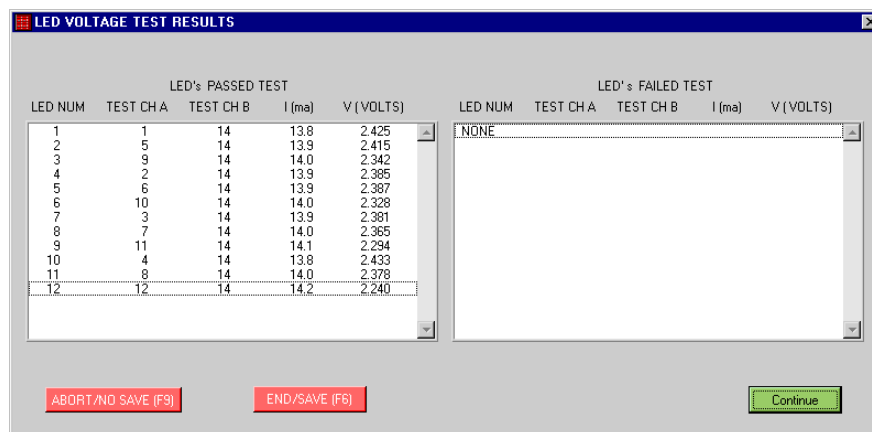 LED VOLTAGE TEST RESULTS
LED's PASSED TEST
LED NUM TEST CH A TEST CH B I (ma) V (VOLTS)
1 1 14 13.8 2.425
2 5 14 13.9 2.415
3 9 14 14.0 2.342
4 2 14 13.9 2.385
5 6 14 13.9 2.387
6 10 14 14.0 2.328
7 3 14 13.9 2.381
8 7 14 14.0 2.365
9 11 14 14.1 2.294
10 4 14 13.8 2.433
11 8 14 14.0 2.378
12 12 14 14.2 2.240
LED' s FAILED TEST
LED NUM TEST CH A TEST CH B I (ma) V (VOLTS)
NONE
ABORT/NO SAVE (F9) END/SAVE (F6) Continue